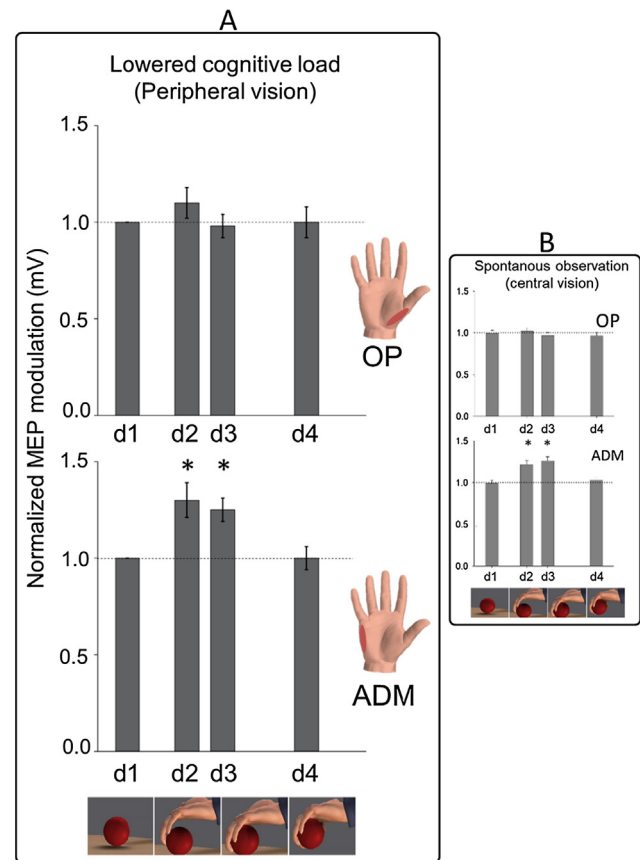 A
Lowered cognitive load
(Peripheral vision)
Normalized MEP modulation (mV)
1.5
1.0
0.5
0.0
d1 d2 d3 d4
OP
1.5
* *
1.0
0.5
0.0
d1 d2 d3 d4
ADM
B
Spontanous observation
(central vision)
1.5
OP
1.0
0.5
0.0
d1 d2 d3 d4
1.5
* *
ADM
1.0
0.5
0.0
d1 d2 d3 d4